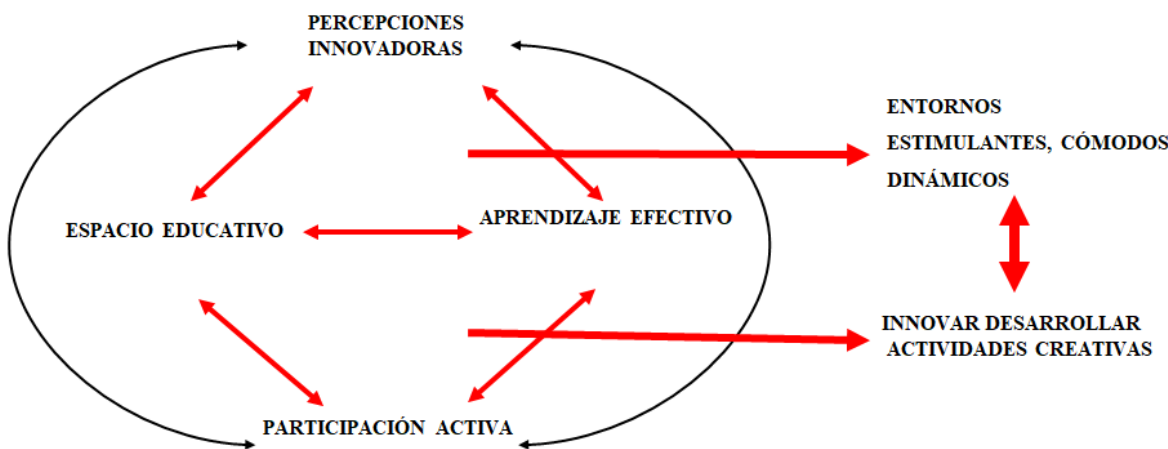 PERCEPCIONES
INNOVADORAS
ENTORNOS
ESTIMULANTES, CÓMODOS
DINÁMICOS
ESPACIO EDUCATIVO
APRENDIZAJE EFECTIVO
INNOVAR DESARROLLAR
ACTIVIDADES CREATIVAS
PARTICIPACIÓN ACTIVA